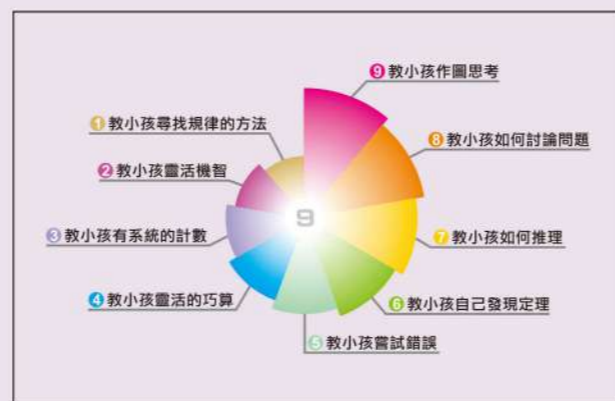 ❾ 教小孩作圖思考
❶ 教小孩尋找規律的方法
❽ 教小孩如何討論問題
❷ 教小孩靈活機智
9
❸ 教小孩有系統的計數
❼ 教小孩如何推理
❹ 教小孩靈活的巧算
❻ 教小孩自己發現定理
❺ 教小孩嘗試錯誤